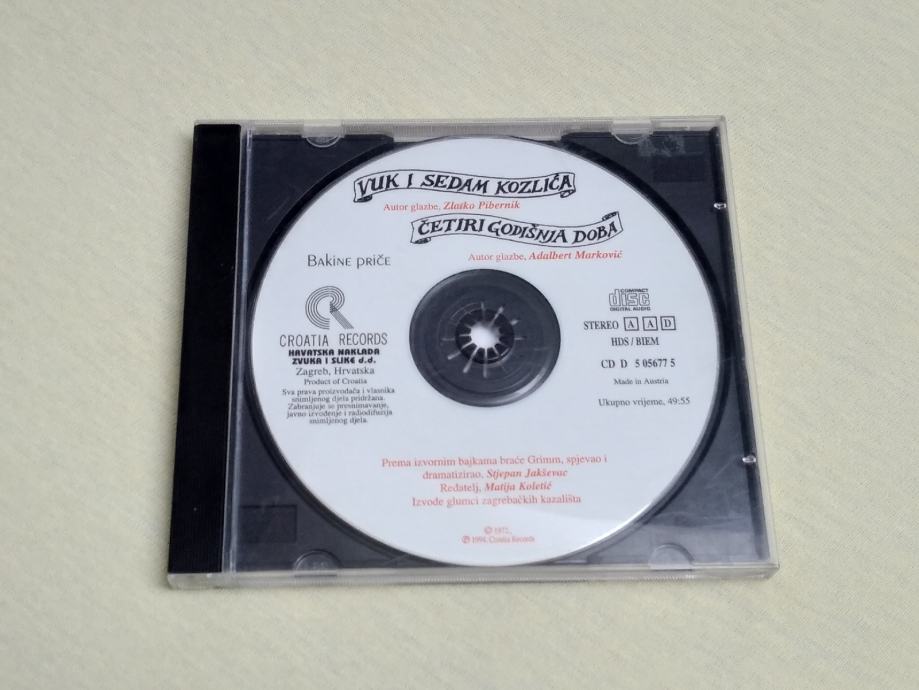 VUK I SEDAM KOZLIĆA
Autor glazbe, Zlatko Pibernik
ČETIRI GODIŠNJA DOBA
Autor glazbe, Adalbert Marković
BAKINE PRIČE
CROATIA RECORDS
HRVATSKA NAKLADA
ZVUKA I SLIKE d.d.
Zagreb, Hrvatska
Product of Croatia
Sva prava proizvođača i vlasnika
snimljenog djela pridržana.
Zabranjuje se presnimavanje,
javno izvođenje i radiodifuzija
snimljenog djela.
COMPACT
disc
DIGITAL AUDIO
STEREO A A D
HDS / BIEM
CD D 5 05677 5
Made in Austria
Ukupno vrijeme, 49:55
Prema izvornim bajkama braće Grimm, spjevao i
dramatizirao, Stjepan Jakševac
Redatelj, Matija Koletić
Izvode glumci zagrebačkih kazališta
© 1972.
℗ 1994. Croatia Records